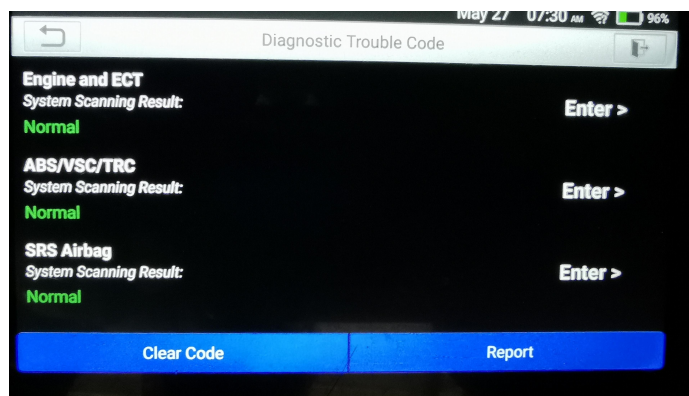 May 27 07:30 AM 96%
Diagnostic Trouble Code
Engine and ECT
System Scanning Result:
Normal
Enter >
ABS/VSC/TRC
System Scanning Result:
Normal
Enter >
SRS Airbag
System Scanning Result:
Normal
Enter >
Clear Code
Report